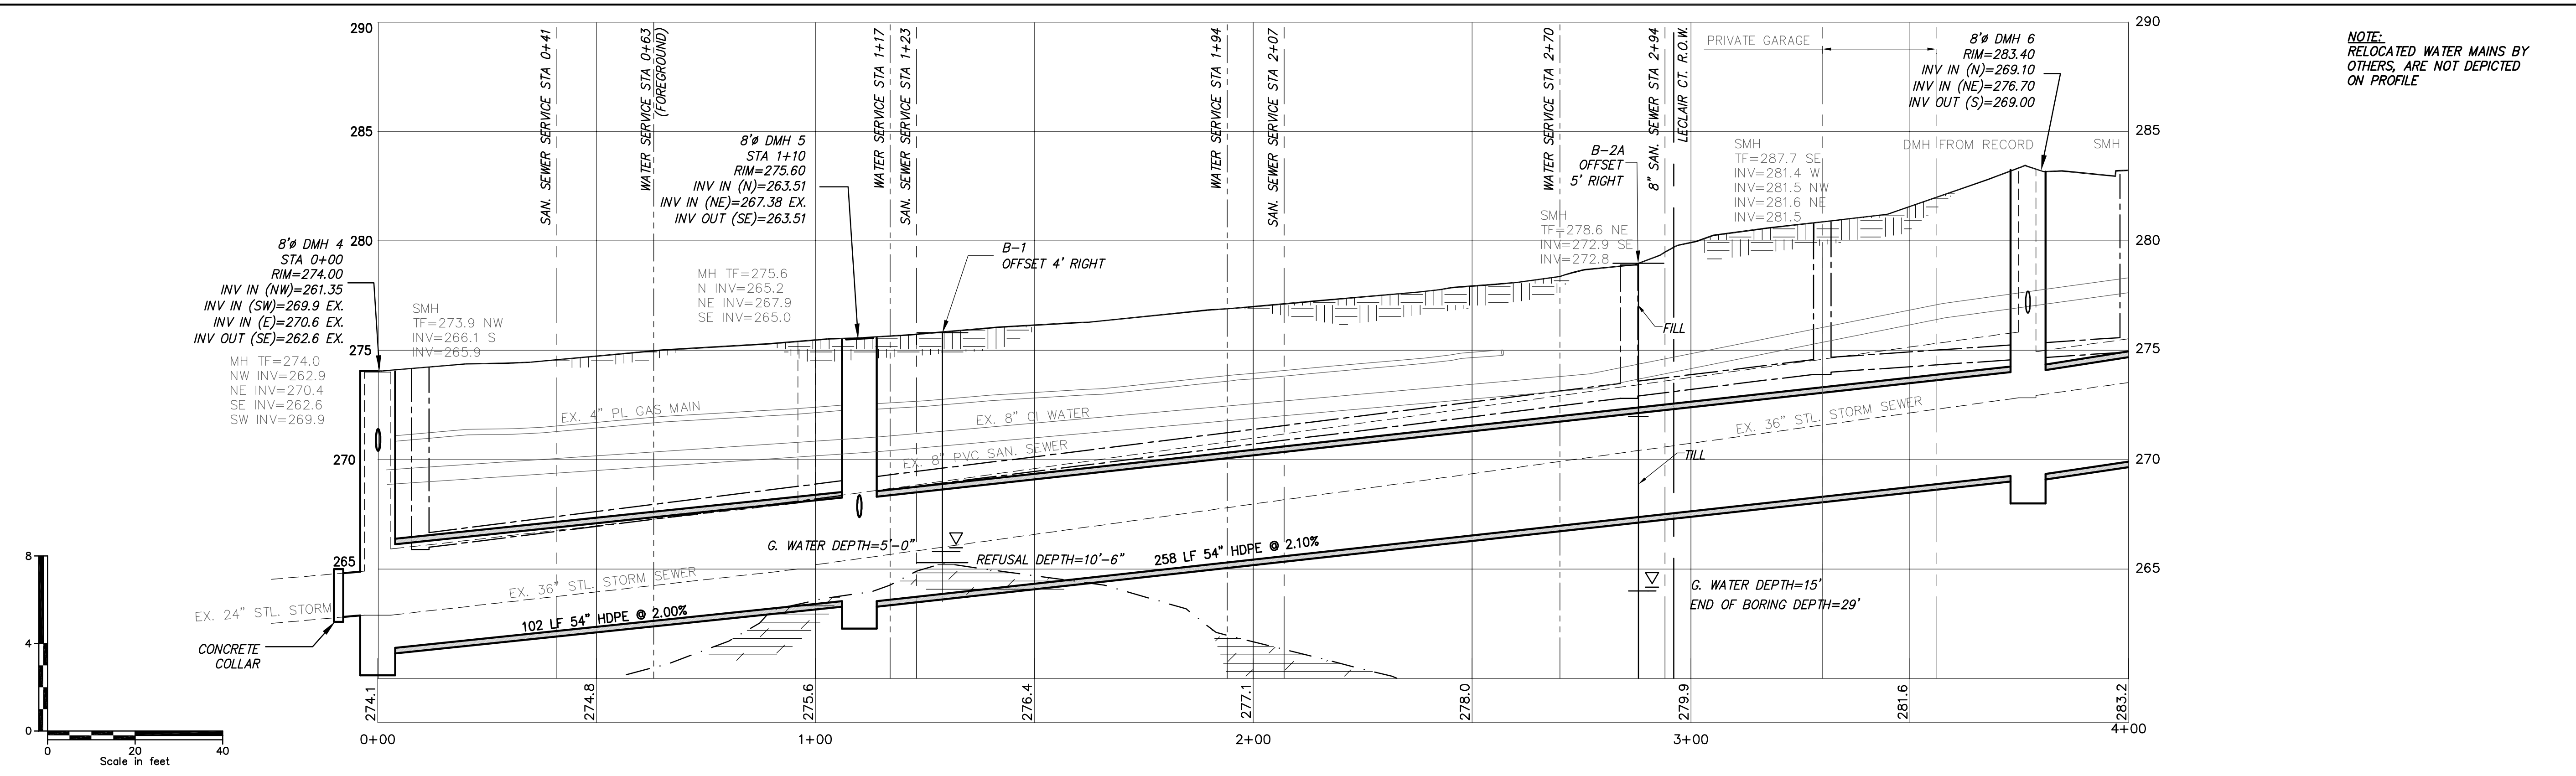 290
285
280
275
270
265
SAN. SEWER SERVICE STA 0+41
WATER SERVICE STA 0+63
(FOREGROUND)
WATER SERVICE STA 1+17
SAN. SEWER SERVICE STA 1+23
WATER SERVICE STA 1+94
SAN. SEWER SERVICE STA 2+07
WATER SERVICE STA 2+70
8" SAN. SEWER STA 2+94
LECLAIR CT. R.O.W.
PRIVATE GARAGE
8'ø DMH 6
RIM=283.40
INV IN (N)=269.10
INV IN (NE)=276.70
INV OUT (S)=269.00
290
285
280
275
270
265
NOTE:
RELOCATED WATER MAINS BY
OTHERS, ARE NOT DEPICTED
ON PROFILE
8'ø DMH 5
STA 1+10
RIM=275.60
INV IN (N)=263.51
INV IN (NE)=267.38 EX.
INV OUT (SE)=263.51
B-2A
OFFSET
5' RIGHT
SMH
TF=287.7 SE
INV=281.4 W
INV=281.5 NW
INV=281.6 NE
INV=281.5
DMH FROM RECORD
SMH
SMH
TF=278.6 NE
INV=272.9 SE
INV=272.8
8'ø DMH 4
STA 0+00
RIM=274.00
INV IN (NW)=261.35
INV IN (SW)=269.9 EX.
INV IN (E)=270.6 EX.
INV OUT (SE)=262.6 EX.
B-1
OFFSET 4' RIGHT
MH TF=275.6
N INV=265.2
NE INV=267.9
SE INV=265.0
SMH
TF=273.9 NW
INV=266.1 S
INV=265.9
MH TF=274.0
NW INV=262.9
NE INV=270.4
SE INV=262.6
SW INV=269.9
FILL
EX. 4" PL GAS MAIN
EX. 8" CI WATER
EX. 8" PVC SAN. SEWER
EX. 36" STL. STORM SEWER
TILL
G. WATER DEPTH=5'-0"
REFUSAL DEPTH=10'-6"
258 LF 54" HDPE @ 2.10%
G. WATER DEPTH=15'
END OF BORING DEPTH=29'
EX. 36" STL. STORM SEWER
EX. 24" STL. STORM
102 LF 54" HDPE @ 2.00%
CONCRETE
COLLAR
274.1
274.8
275.6
276.4
277.1
278.0
279.9
281.6
283.2
0+00
1+00
2+00
3+00
4+00
8
4
0
0
20
40
Scale in feet